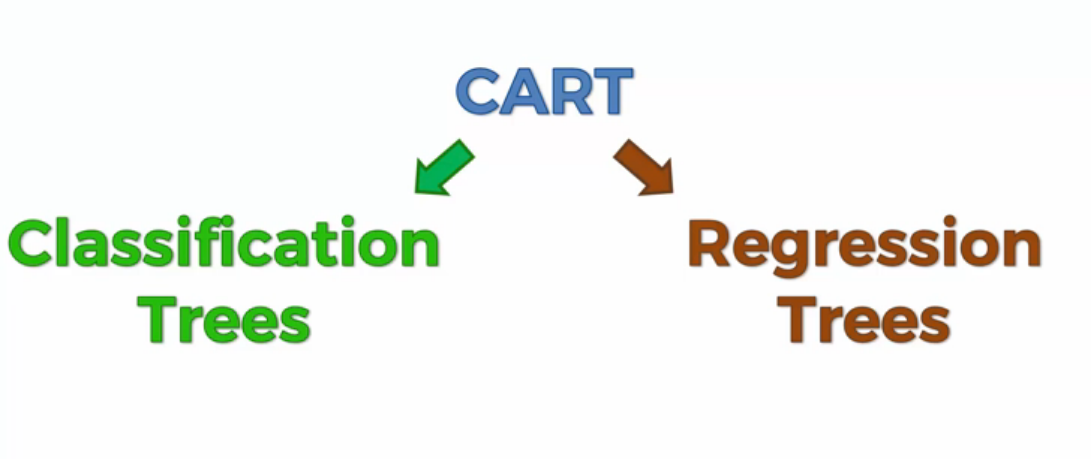 CART
Classification
Trees
Regression
Trees